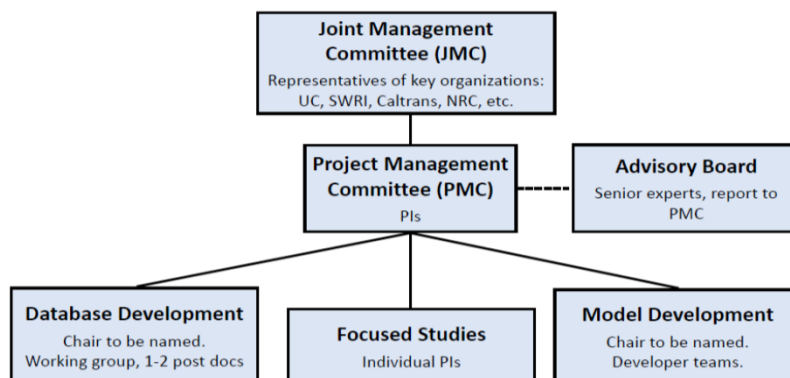 Joint Management
Committee (JMC)
Representatives of key organizations:
UC, SWRI, Caltrans, NRC, etc.
Project Management
Committee (PMC)
PIs
Advisory Board
Senior experts, report to
PMC
Database Development
Chair to be named.
Working group, 1-2 post docs
Focused Studies
Individual PIs
Model Development
Chair to be named.
Developer teams.